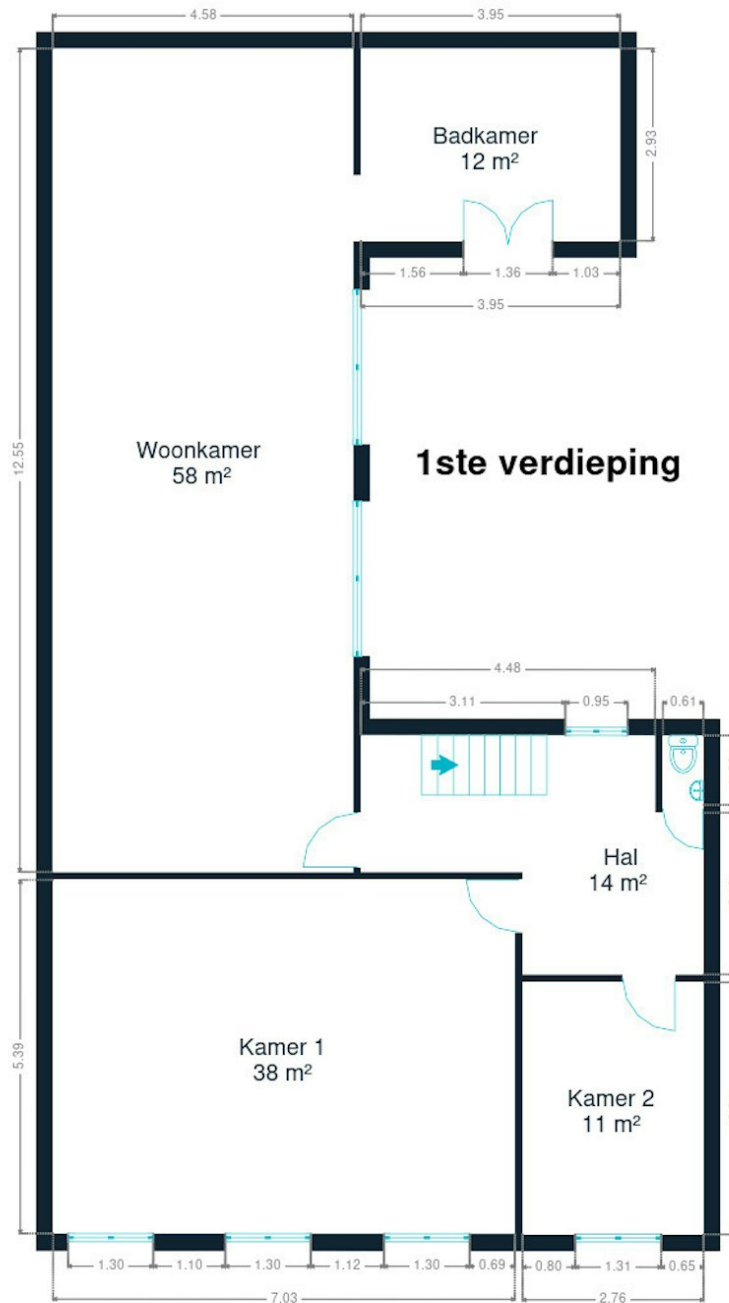 4.58
3.95
Badkamer
12 m²
2.93
1.56
1.36
1.03
3.95
12.55
Woonkamer
58 m²
1ste verdieping
4.48
3.11
0.95
0.61
Hal
14 m²
5.39
Kamer 1
38 m²
Kamer 2
11 m²
1.30
1.10
1.30
1.12
1.30
0.69
0.80
1.31
0.65
7.03
2.76